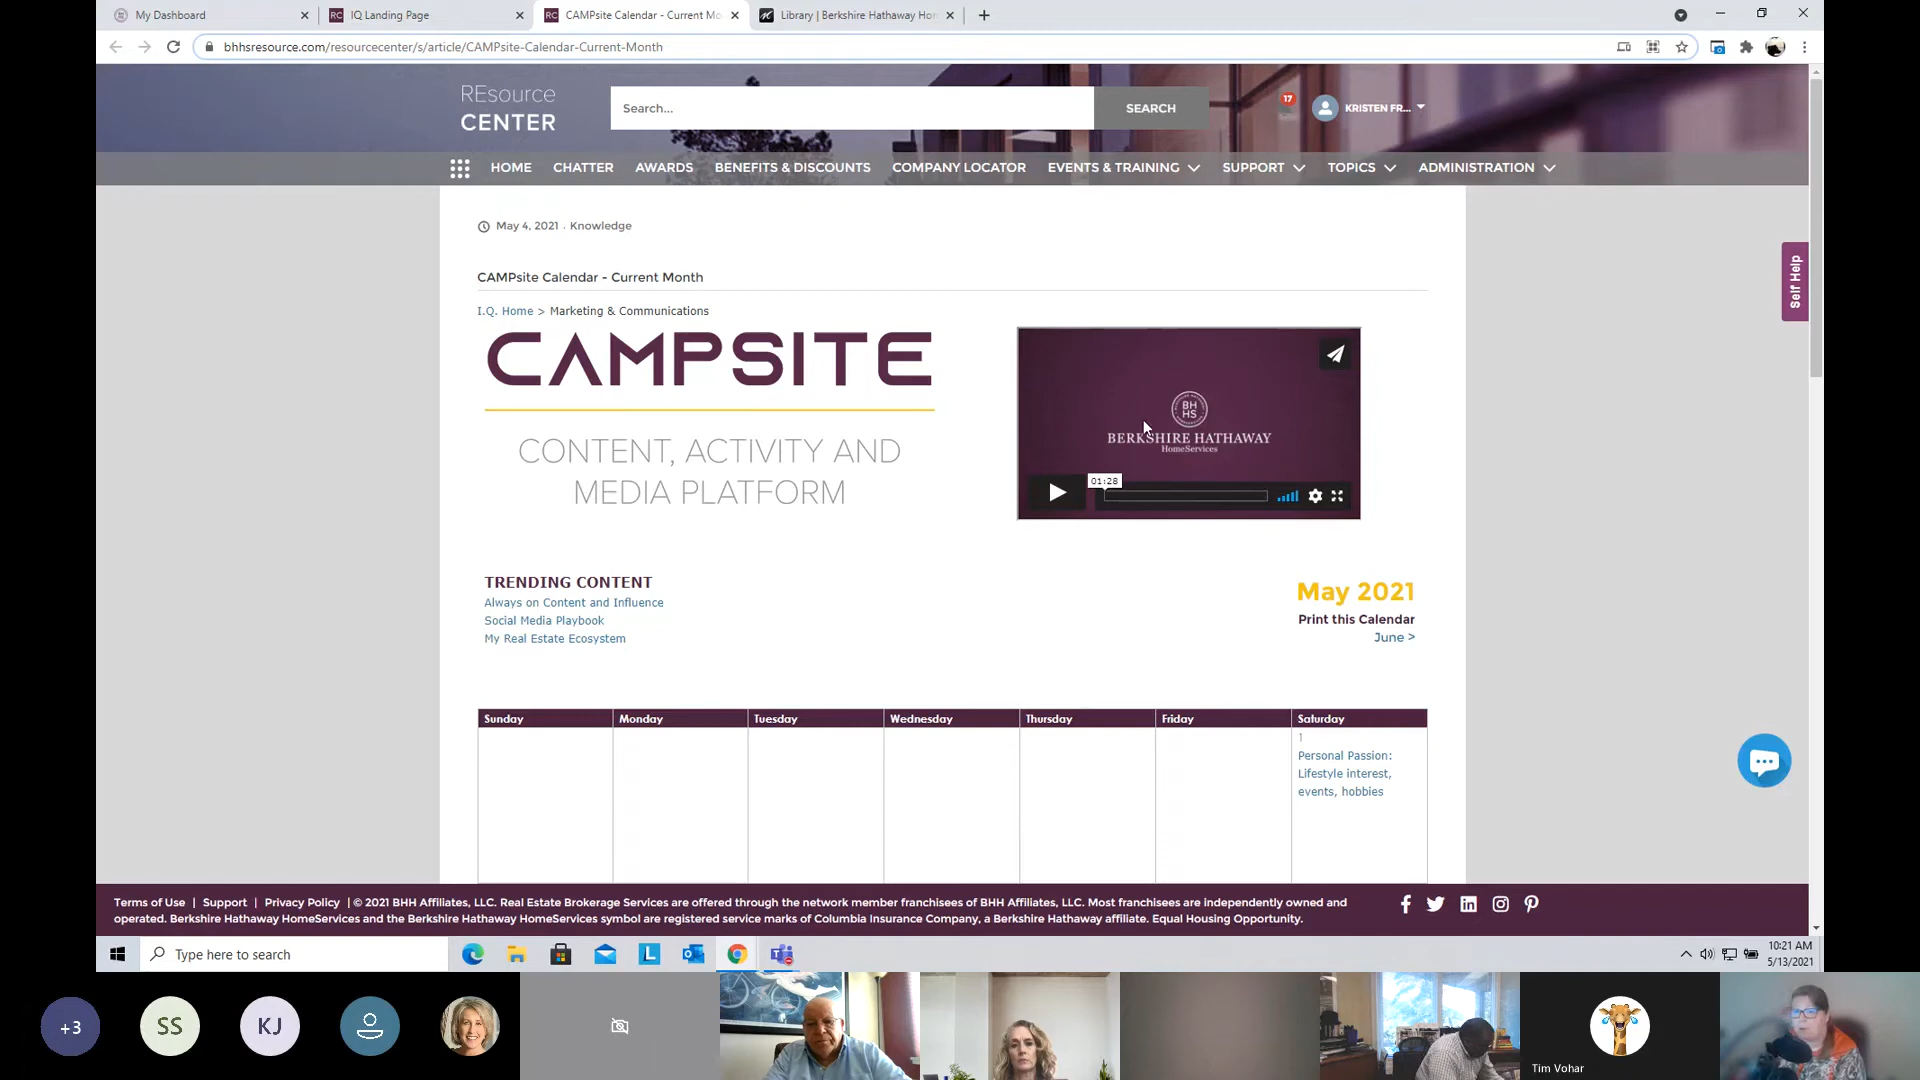 My Dashboard
IQ Landing Page
CAMPsite Calendar - Current Mo
Library | Berkshire Hathaway Hor
bhhsresource.com/resourcecenter/s/article/CAMPsite-Calendar-Current-Month
REsource
CENTER
Search...
SEARCH
17
KRISTEN FR...
HOME
CHATTER
AWARDS
BENEFITS & DISCOUNTS
COMPANY LOCATOR
EVENTS & TRAINING
SUPPORT
TOPICS
ADMINISTRATION
May 4, 2021 . Knowledge
Self Help
CAMPsite Calendar - Current Month
I.Q. Home > Marketing & Communications
CAMPSITE
CONTENT, ACTIVITY AND
MEDIA PLATFORM
BH
HS
BERKSHIRE HATHAWAY
HomeServices
01:28
TRENDING CONTENT
Always on Content and Influence
Social Media Playbook
My Real Estate Ecosystem
May 2021
Print this Calendar
June >
Sunday
Monday
Tuesday
Wednesday
Thursday
Friday
Saturday
1
Personal Passion:
Lifestyle interest,
events, hobbies
Terms of Use | Support | Privacy Policy | © 2021 BHH Affiliates, LLC. Real Estate Brokerage Services are offered through the network member franchisees of BHH Affiliates, LLC. Most franchisees are independently owned and
operated. Berkshire Hathaway HomeServices and the Berkshire Hathaway HomeServices symbol are registered service marks of Columbia Insurance Company, a Berkshire Hathaway affiliate. Equal Housing Opportunity.
Type here to search
10:21 AM
5/13/2021
+3
SS
KJ
Tim Vohar